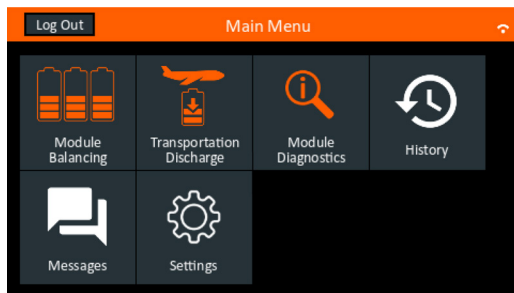 Log Out
Main Menu
Module
Balancing
Transportation
Discharge
Module
Diagnostics
History
Messages
Settings